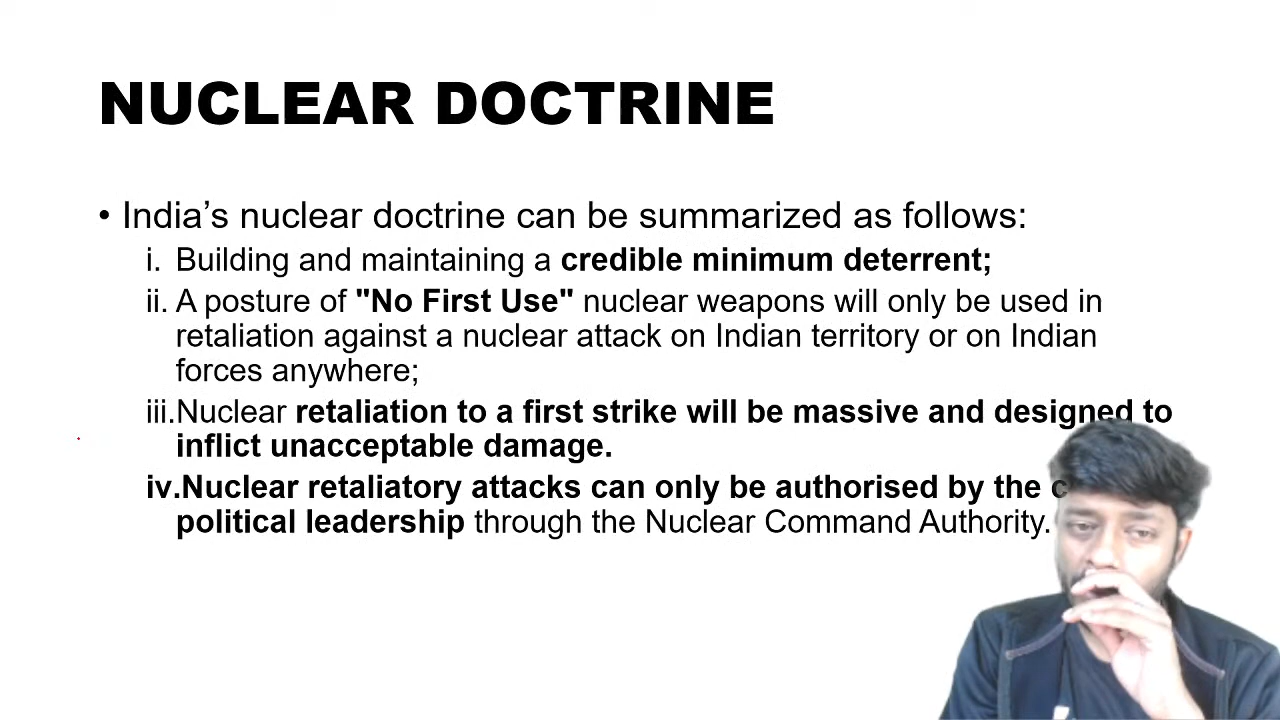 NUCLEAR DOCTRINE
• India’s nuclear doctrine can be summarized as follows:
i. Building and maintaining a credible minimum deterrent;
ii. A posture of "No First Use" nuclear weapons will only be used in
retaliation against a nuclear attack on Indian territory or on Indian
forces anywhere;
iii.Nuclear retaliation to a first strike will be massive and designed to
inflict unacceptable damage.
iv.Nuclear retaliatory attacks can only be authorised by the
political leadership through the Nuclear Command Authority.